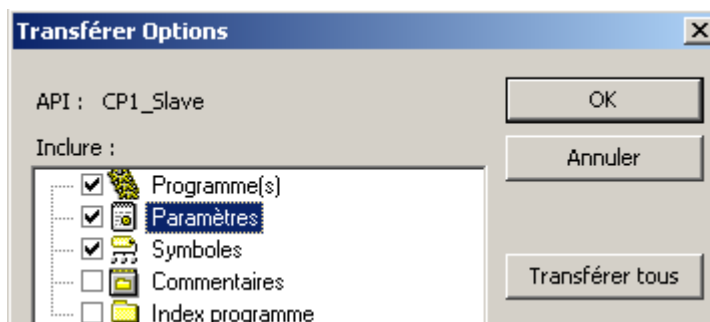 Transférer Options
API : CP1_Slave
OK
Inclure :
Annuler
Programme(s)
Paramètres
Symboles
Commentaires
Transférer tous
Index programme